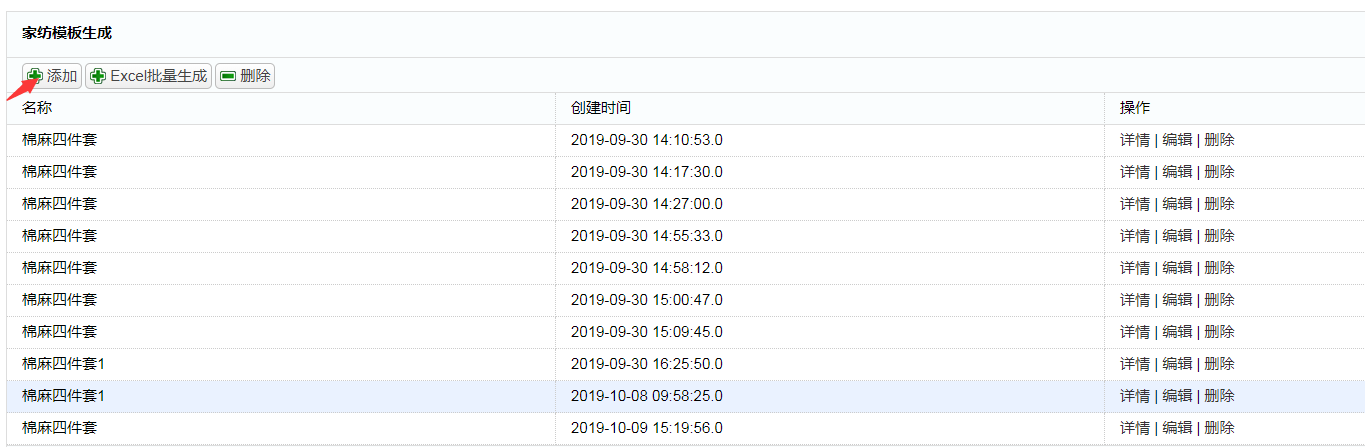 家纺模板生成
添加 Excel批量生成 删除
名称 创建时间 操作
棉麻四件套 2019-09-30 14:10:53.0 详情 | 编辑 | 删除
棉麻四件套 2019-09-30 14:17:30.0 详情 | 编辑 | 删除
棉麻四件套 2019-09-30 14:27:00.0 详情 | 编辑 | 删除
棉麻四件套 2019-09-30 14:55:33.0 详情 | 编辑 | 删除
棉麻四件套 2019-09-30 14:58:12.0 详情 | 编辑 | 删除
棉麻四件套 2019-09-30 15:00:47.0 详情 | 编辑 | 删除
棉麻四件套 2019-09-30 15:09:45.0 详情 | 编辑 | 删除
棉麻四件套1 2019-09-30 16:25:50.0 详情 | 编辑 | 删除
棉麻四件套1 2019-10-08 09:58:25.0 详情 | 编辑 | 删除
棉麻四件套 2019-10-09 15:19:56.0 详情 | 编辑 | 删除